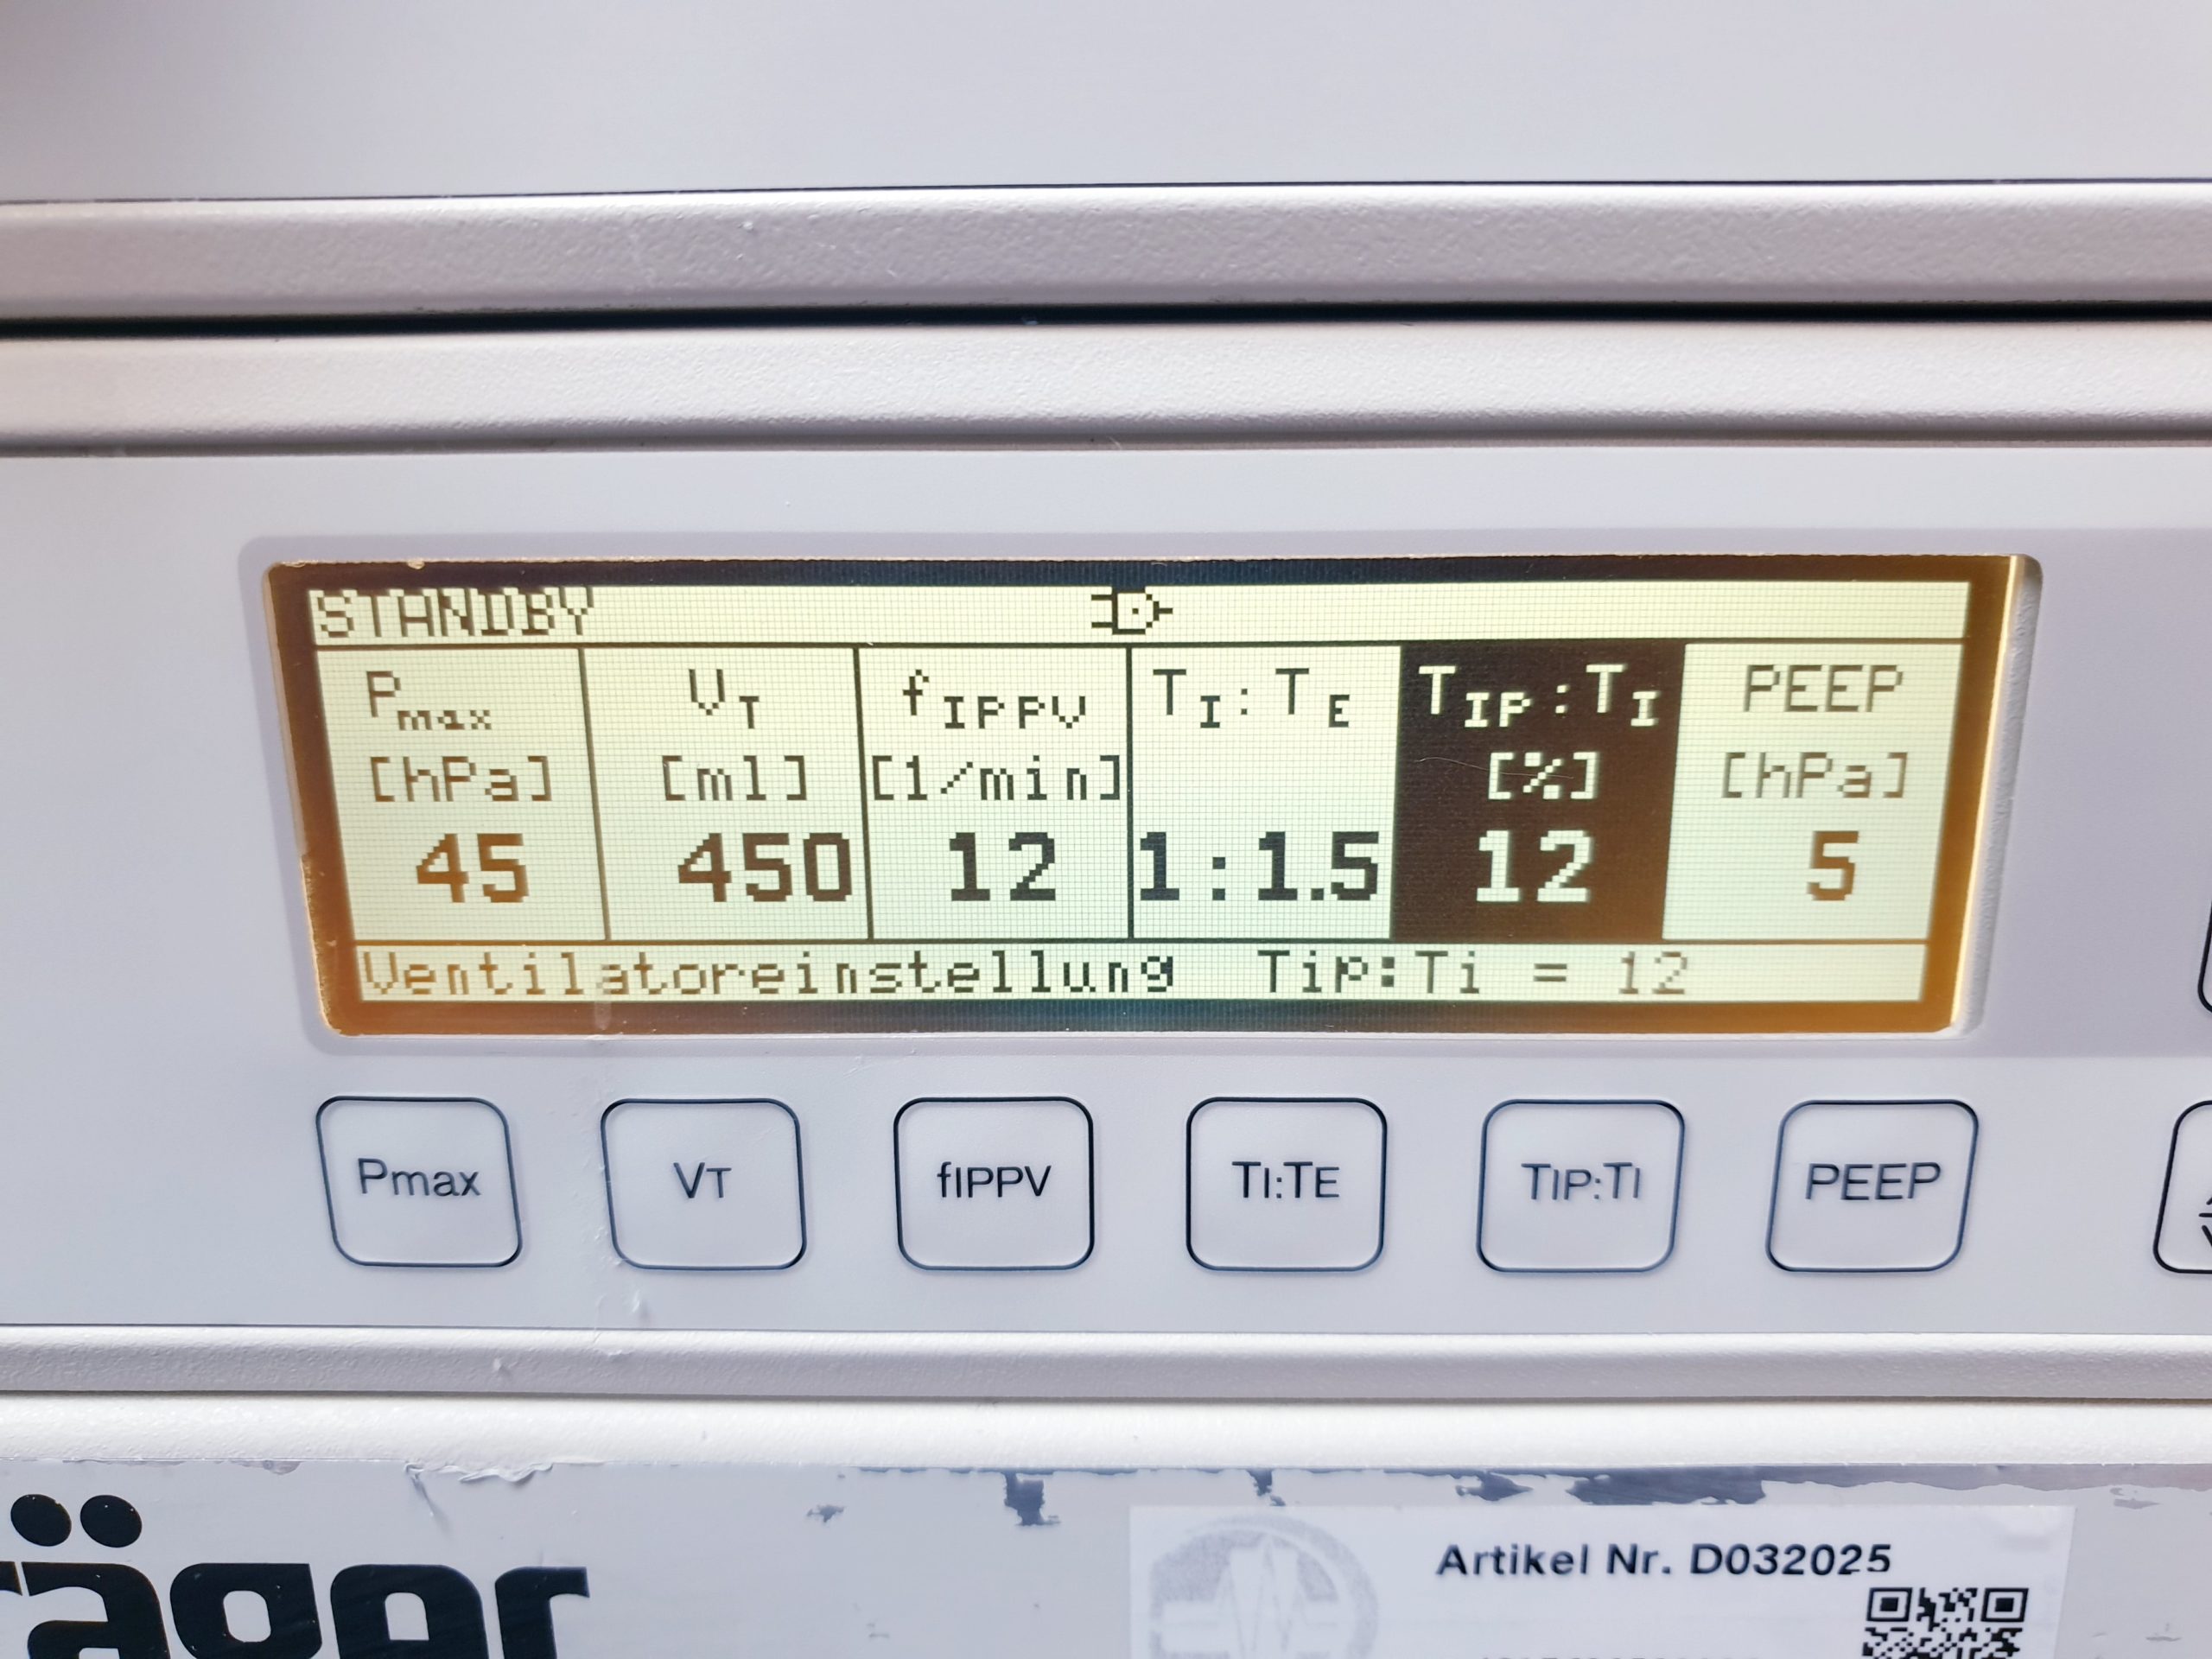 STANDBY
Pmax VT fIPPV TI:TE TIP:TI PEEP
[hPa] [ml] [1/min] [%] [hPa]
45 450 12 1:1.5 12 5
Ventilatoreinstellung Tip:Ti = 12
Pmax VT fIPPV TI:TE TIP:TI PEEP
Artikel Nr. D032025
räger